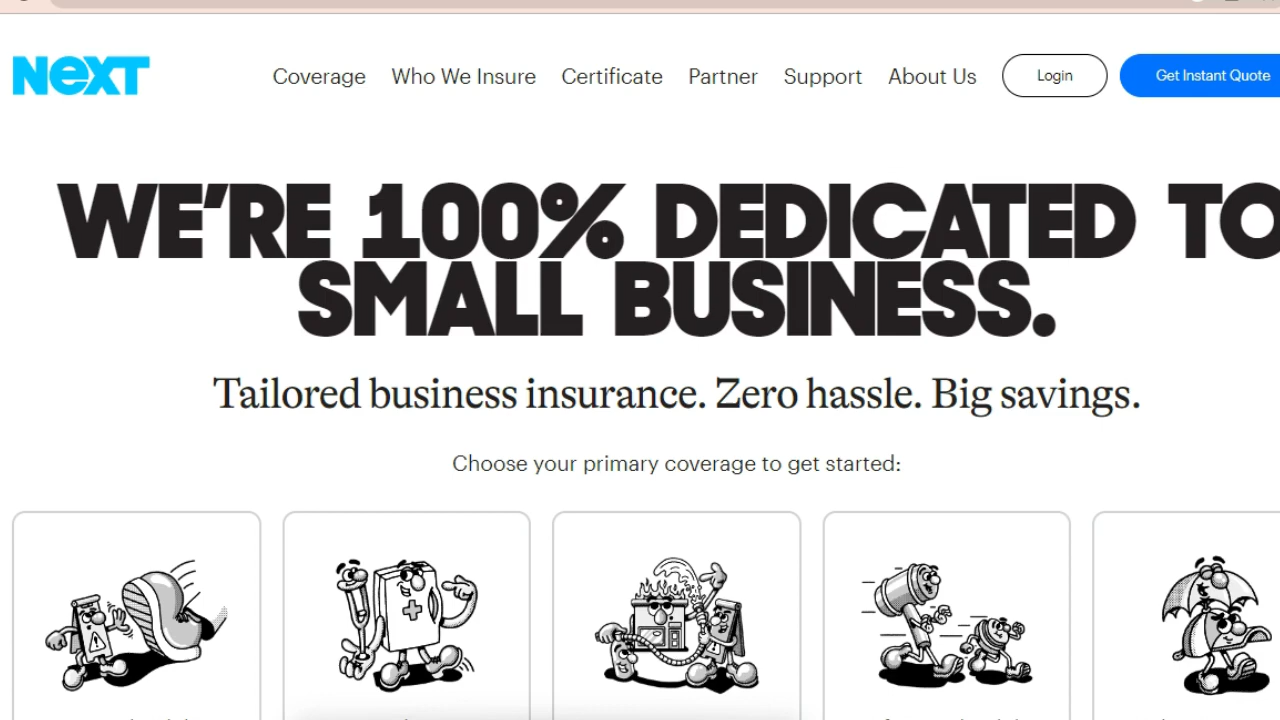 NEXT
Coverage Who We Insure Certificate Partner Support About Us Login Get Instant Quote
WE'RE 100% DEDICATED TO
SMALL BUSINESS.
Tailored business insurance. Zero hassle. Big savings.
Choose your primary coverage to get started: